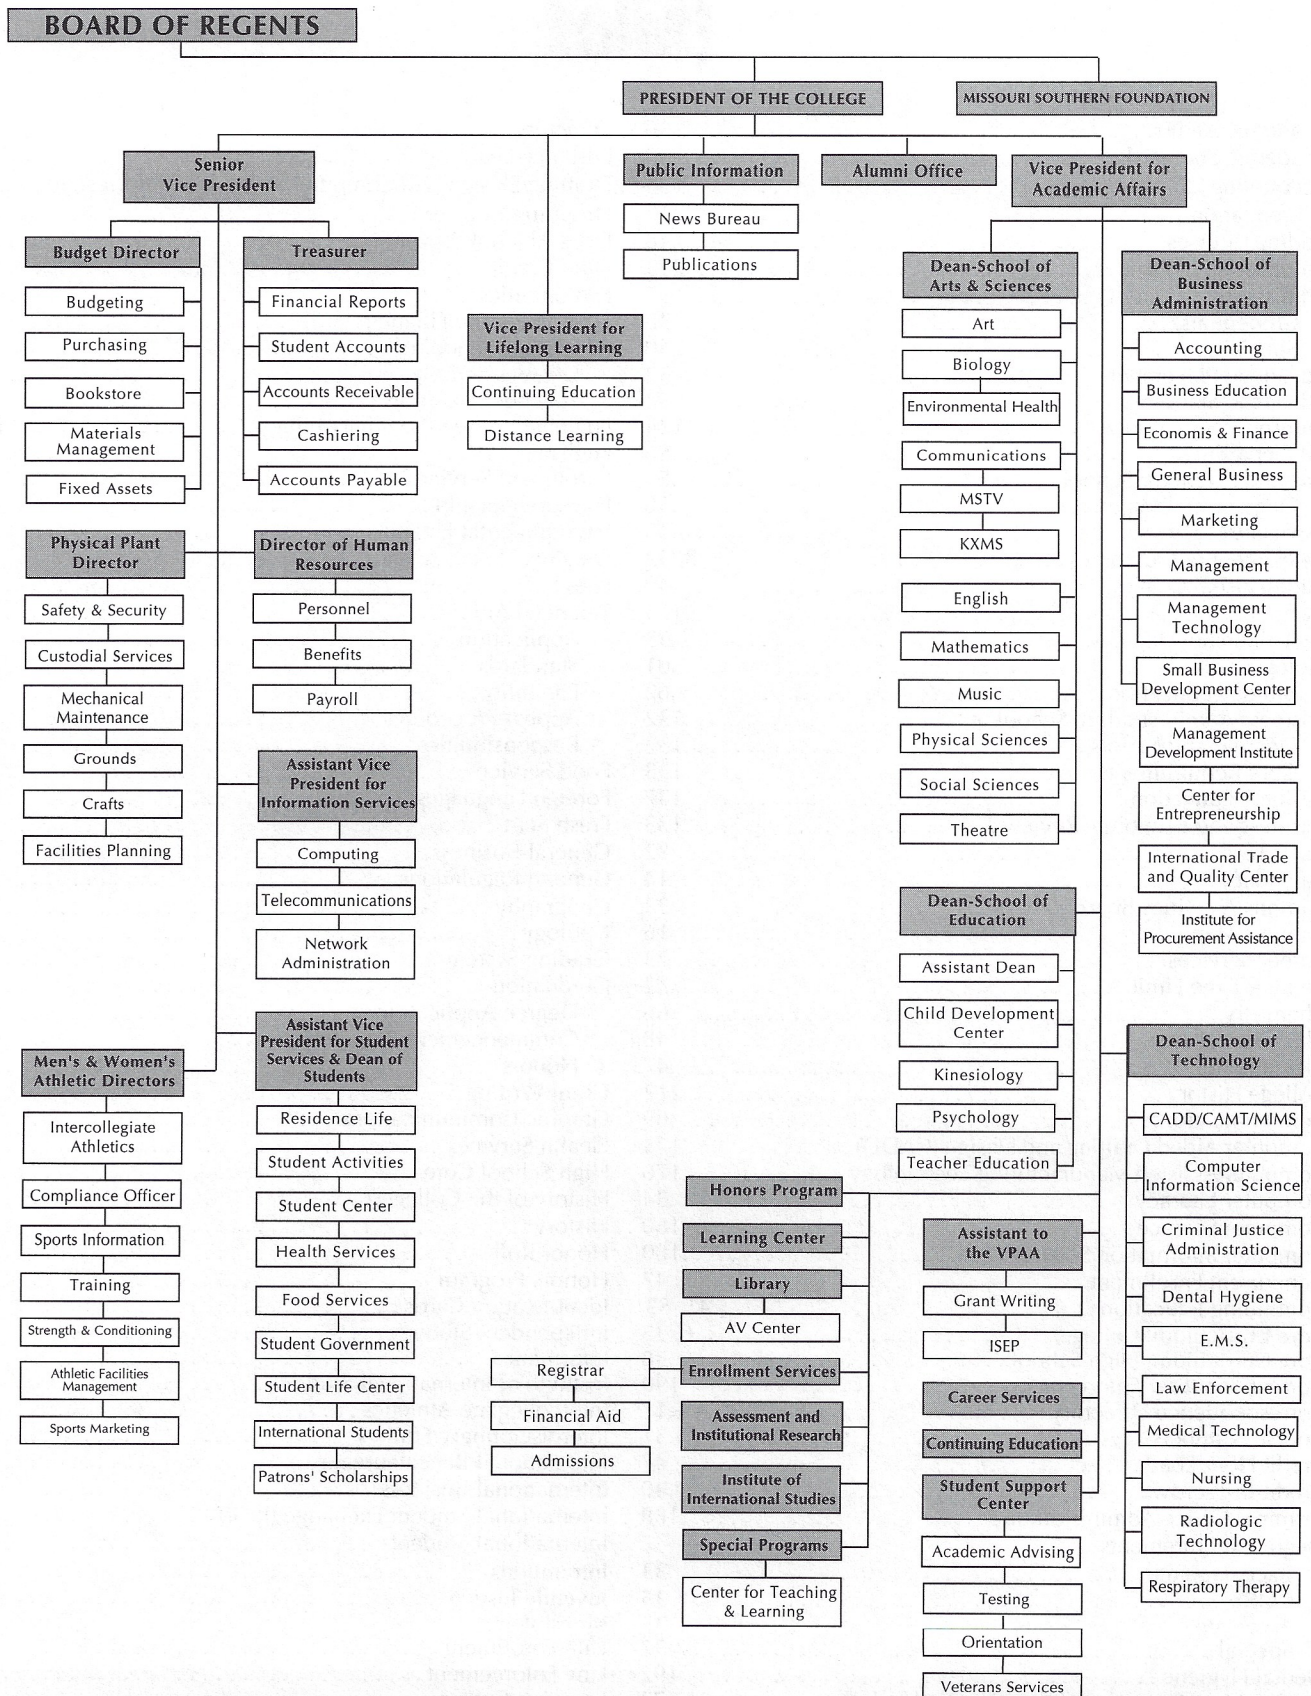 BOARD OF REGENTS
PRESIDENT OF THE COLLEGE
MISSOURI SOUTHERN FOUNDATION
Senior
Vice President
Public Information
News Bureau
Publications
Alumni Office
Vice President for
Academic Affairs
Budget Director
Budgeting
Purchasing
Bookstore
Materials
Management
Fixed Assets
Treasurer
Financial Reports
Student Accounts
Accounts Receivable
Cashiering
Accounts Payable
Vice President for
Lifelong Learning
Continuing Education
Distance Learning
Dean-School of
Arts & Sciences
Art
Biology
Environmental Health
Communications
MSTV
KXMS
English
Mathematics
Music
Physical Sciences
Social Sciences
Theatre
Dean-School of
Business
Administration
Accounting
Business Education
Economis & Finance
General Business
Marketing
Management
Management
Technology
Small Business
Development Center
Management
Development Institute
Center for
Entrepreneurship
International Trade
and Quality Center
Institute for
Procurement Assistance
Physical Plant
Director
Safety & Security
Custodial Services
Mechanical
Maintenance
Grounds
Crafts
Facilities Planning
Director of Human
Resources
Personnel
Benefits
Payroll
Assistant Vice
President for
Information Services
Computing
Telecommunications
Network
Administration
Dean-School of
Education
Assistant Dean
Child Development
Center
Kinesiology
Psychology
Teacher Education
Men's & Women's
Athletic Directors
Intercollegiate
Athletics
Compliance Officer
Sports Information
Training
Strength & Conditioning
Athletic Facilities
Management
Sports Marketing
Assistant Vice
President for Student
Services & Dean of
Students
Residence Life
Student Activities
Student Center
Health Services
Food Services
Student Government
Student Life Center
International Students
Patrons' Scholarships
Honors Program
Learning Center
Library
AV Center
Enrollment Services
Registrar
Financial Aid
Admissions
Assessment and
Institutional Research
Institute of
International Studies
Special Programs
Center for Teaching
& Learning
Assistant to
the VPAA
Grant Writing
ISEP
Career Services
Continuing Education
Student Support
Center
Academic Advising
Testing
Orientation
Veterans Services
Dean-School of
Technology
CADD/CAMT/MIMS
Computer
Information Science
Criminal Justice
Administration
Dental Hygiene
E.M.S.
Law Enforcement
Medical Technology
Nursing
Radiologic
Technology
Respiratory Therapy